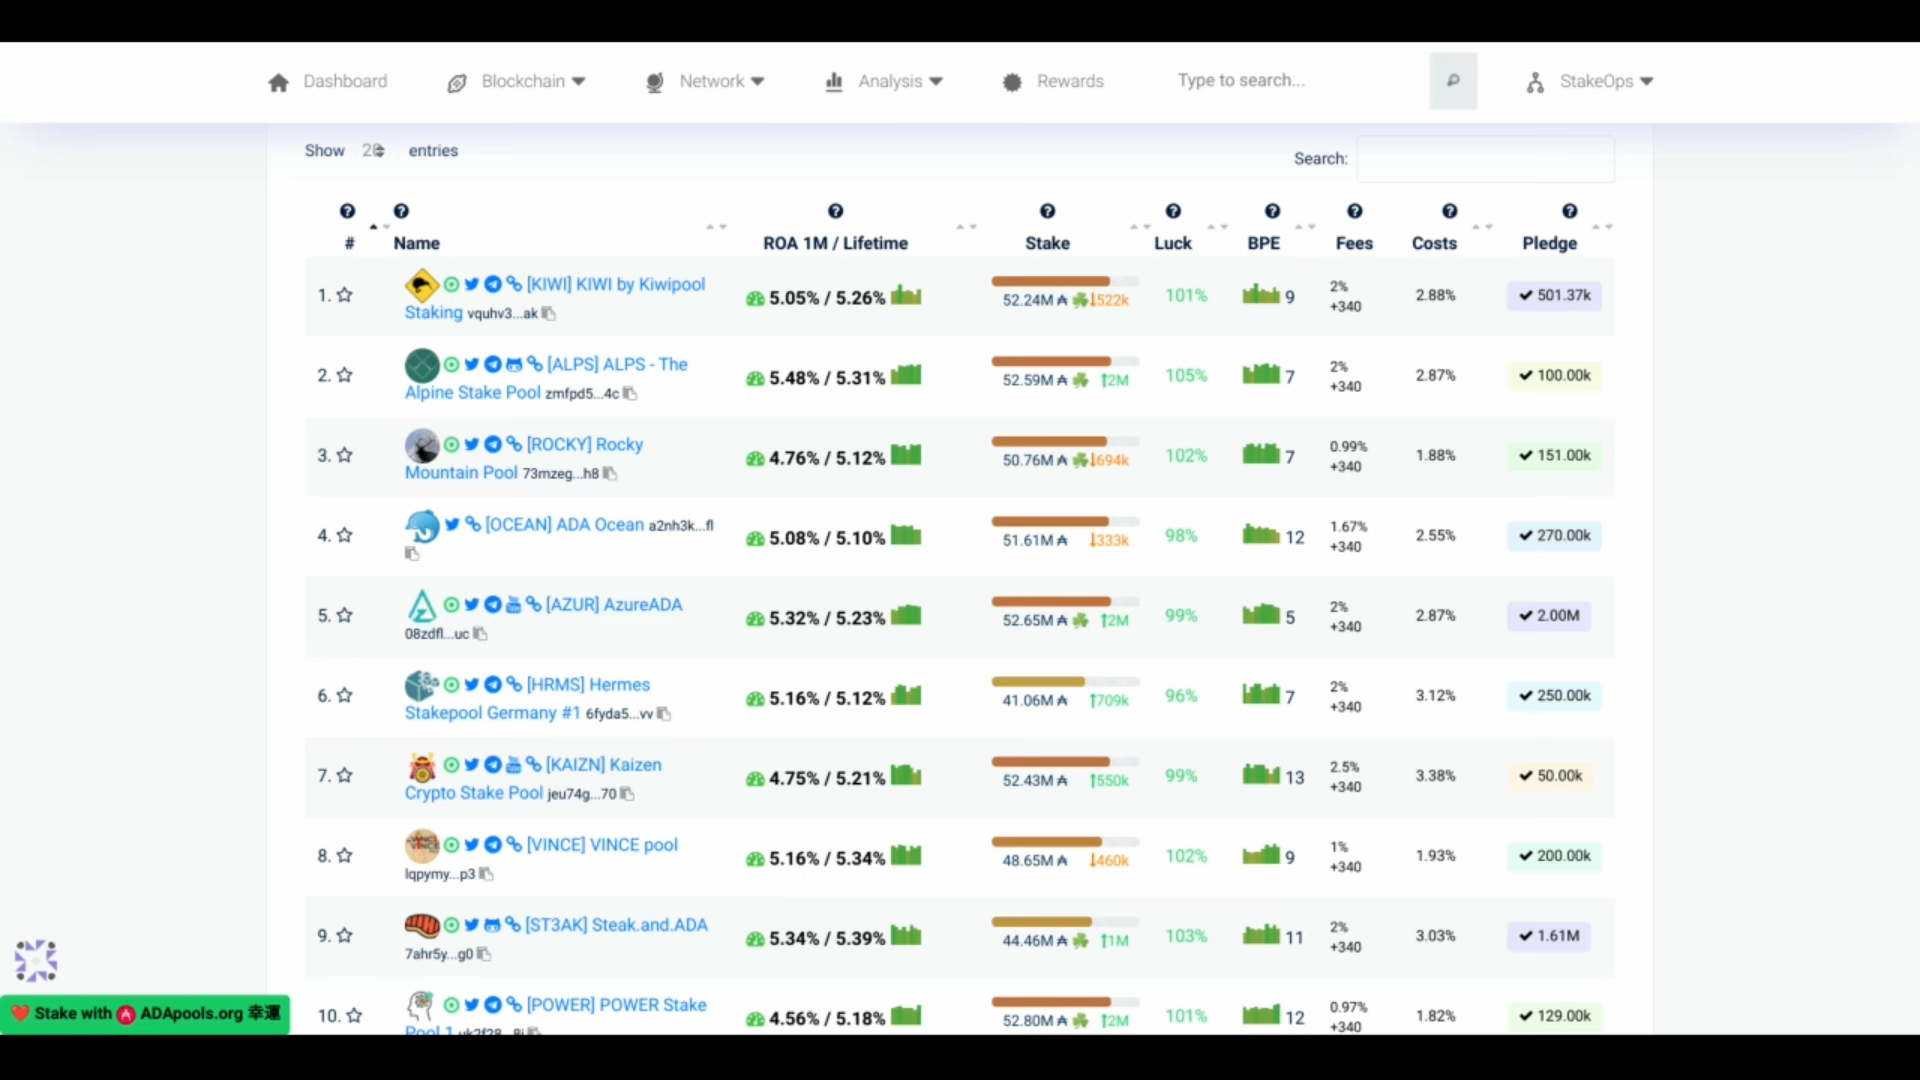 Dashboard Blockchain Network Analysis Rewards Type to search... StakeOps
Show 20 entries
Search:
# Name ROA 1M / Lifetime Stake Luck BPE Fees Costs Pledge
1. [KIWI] KIWI by Kiwipool 5.05% / 5.26% 52.24M ₳ ↓522k 101% 9 2% 2.88% ✔ 501.37k
Staking vquhv3...ak +340
2. [ALPS] ALPS - The 5.48% / 5.31% 52.59M ₳ ↑2M 105% 7 2% 2.87% ✔ 100.00k
Alpine Stake Pool zmfpd5...4c +340
3. [ROCKY] Rocky 4.76% / 5.12% 50.76M ₳ ↓694k 102% 7 0.99% 1.88% ✔ 151.00k
Mountain Pool 73mzeg...h8 +340
4. [OCEAN] ADA Ocean a2nh3k...fl 5.08% / 5.10% 51.61M ₳ ↓333k 98% 12 1.67% 2.55% ✔ 270.00k
+340
5. [AZUR] AzureADA 5.32% / 5.23% 52.65M ₳ ↑2M 99% 5 2% 2.87% ✔ 2.00M
08zdfl...uc +340
6. [HRMS] Hermes 5.16% / 5.12% 41.06M ₳ ↑709k 96% 7 2% 3.12% ✔ 250.00k
Stakepool Germany #1 6fyda5...vv +340
7. [KAIZN] Kaizen 4.75% / 5.21% 52.43M ₳ ↑550k 99% 13 2.5% 3.38% ✔ 50.00k
Crypto Stake Pool jeu74g...70 +340
8. [VINCE] VINCE pool 5.16% / 5.34% 48.65M ₳ ↓460k 102% 9 1% 1.93% ✔ 200.00k
lqpymy...p3 +340
9. [ST3AK] Steak.and.ADA 5.34% / 5.39% 44.46M ₳ ↑1M 103% 11 2% 3.03% ✔ 1.61M
7ahr5y...g0 +340
10. [POWER] POWER Stake 4.56% / 5.18% 52.80M ₳ ↑2M 101% 12 0.97% 1.82% ✔ 129.00k
Pool 1 +340
Stake with ADApools.org 幸運